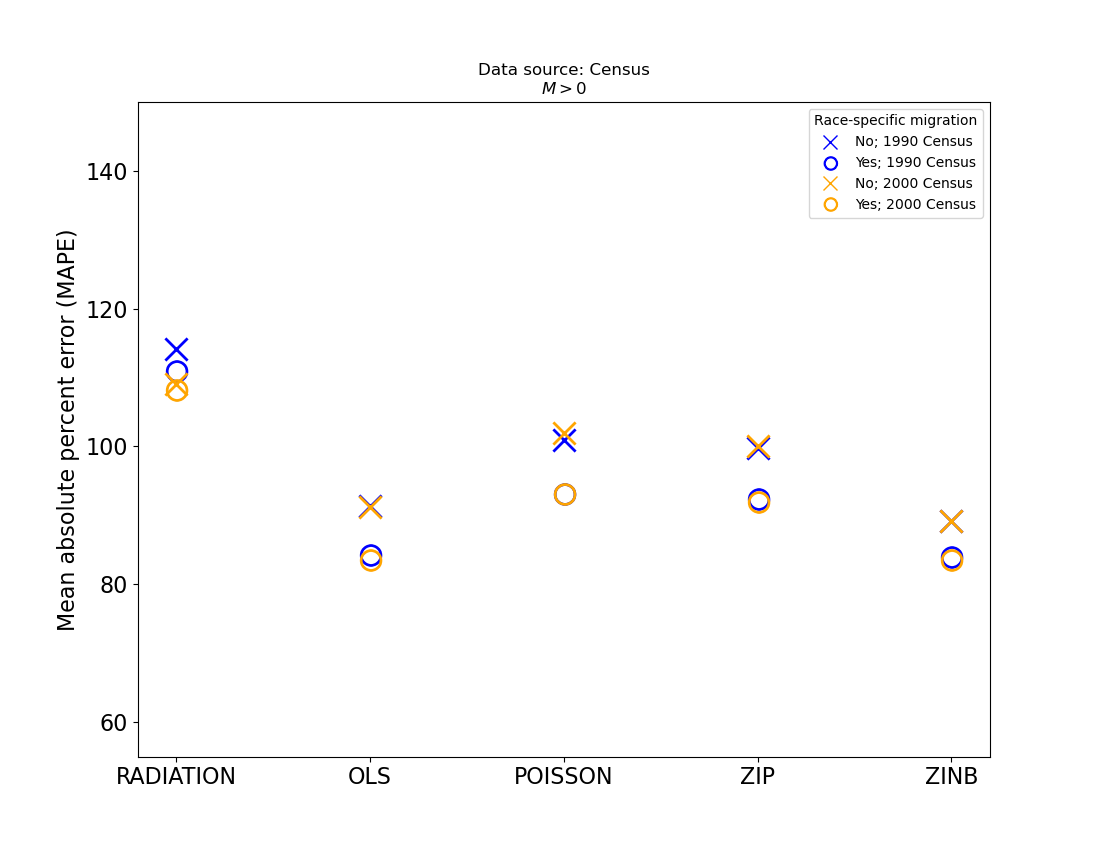 Data source: Census
M > 0
Race-specific migration
No; 1990 Census
Yes; 1990 Census
No; 2000 Census
Yes; 2000 Census
Mean absolute percent error (MAPE)
140
120
100
80
60
RADIATION OLS POISSON ZIP ZINB